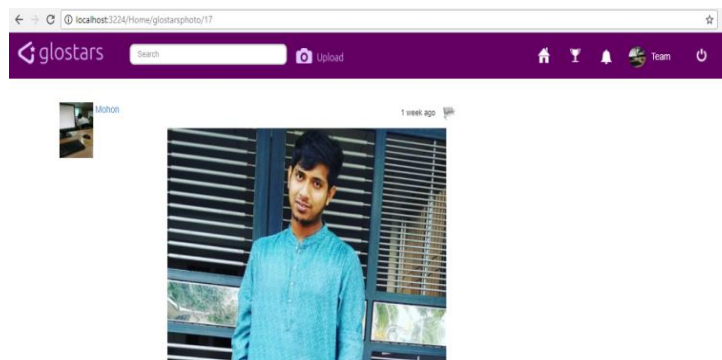 localhost:3224/Home/glostarsphoto/17
glostars
Search
Upload
Team
Mohon
1 week ago